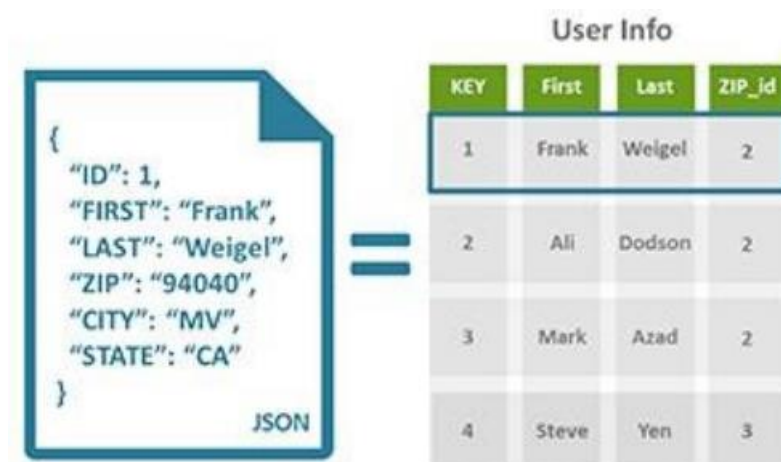 {
“ID”: 1,
“FIRST”: “Frank”,
“LAST”: “Weigel”,
“ZIP”: “94040”,
“CITY”: “MV”,
“STATE”: “CA”
}
JSON
=
User Info
KEY First Last ZIP_id
1 Frank Weigel 2
2 Ali Dodson 2
3 Mark Azad 2
4 Steve Yen 3